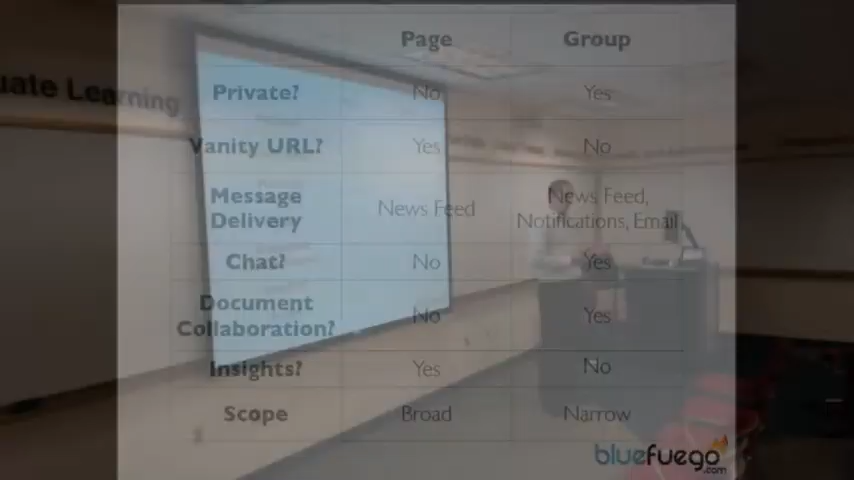 Page Group
uate Learning
Private? No Yes
Vanity URL? Yes No
Message
Delivery
News Feed
News Feed,
Notifications, Email
Chat? No Yes
Document
Collaboration?
No Yes
Insights? Yes No
Scope Broad Narrow
bluefuego
.com